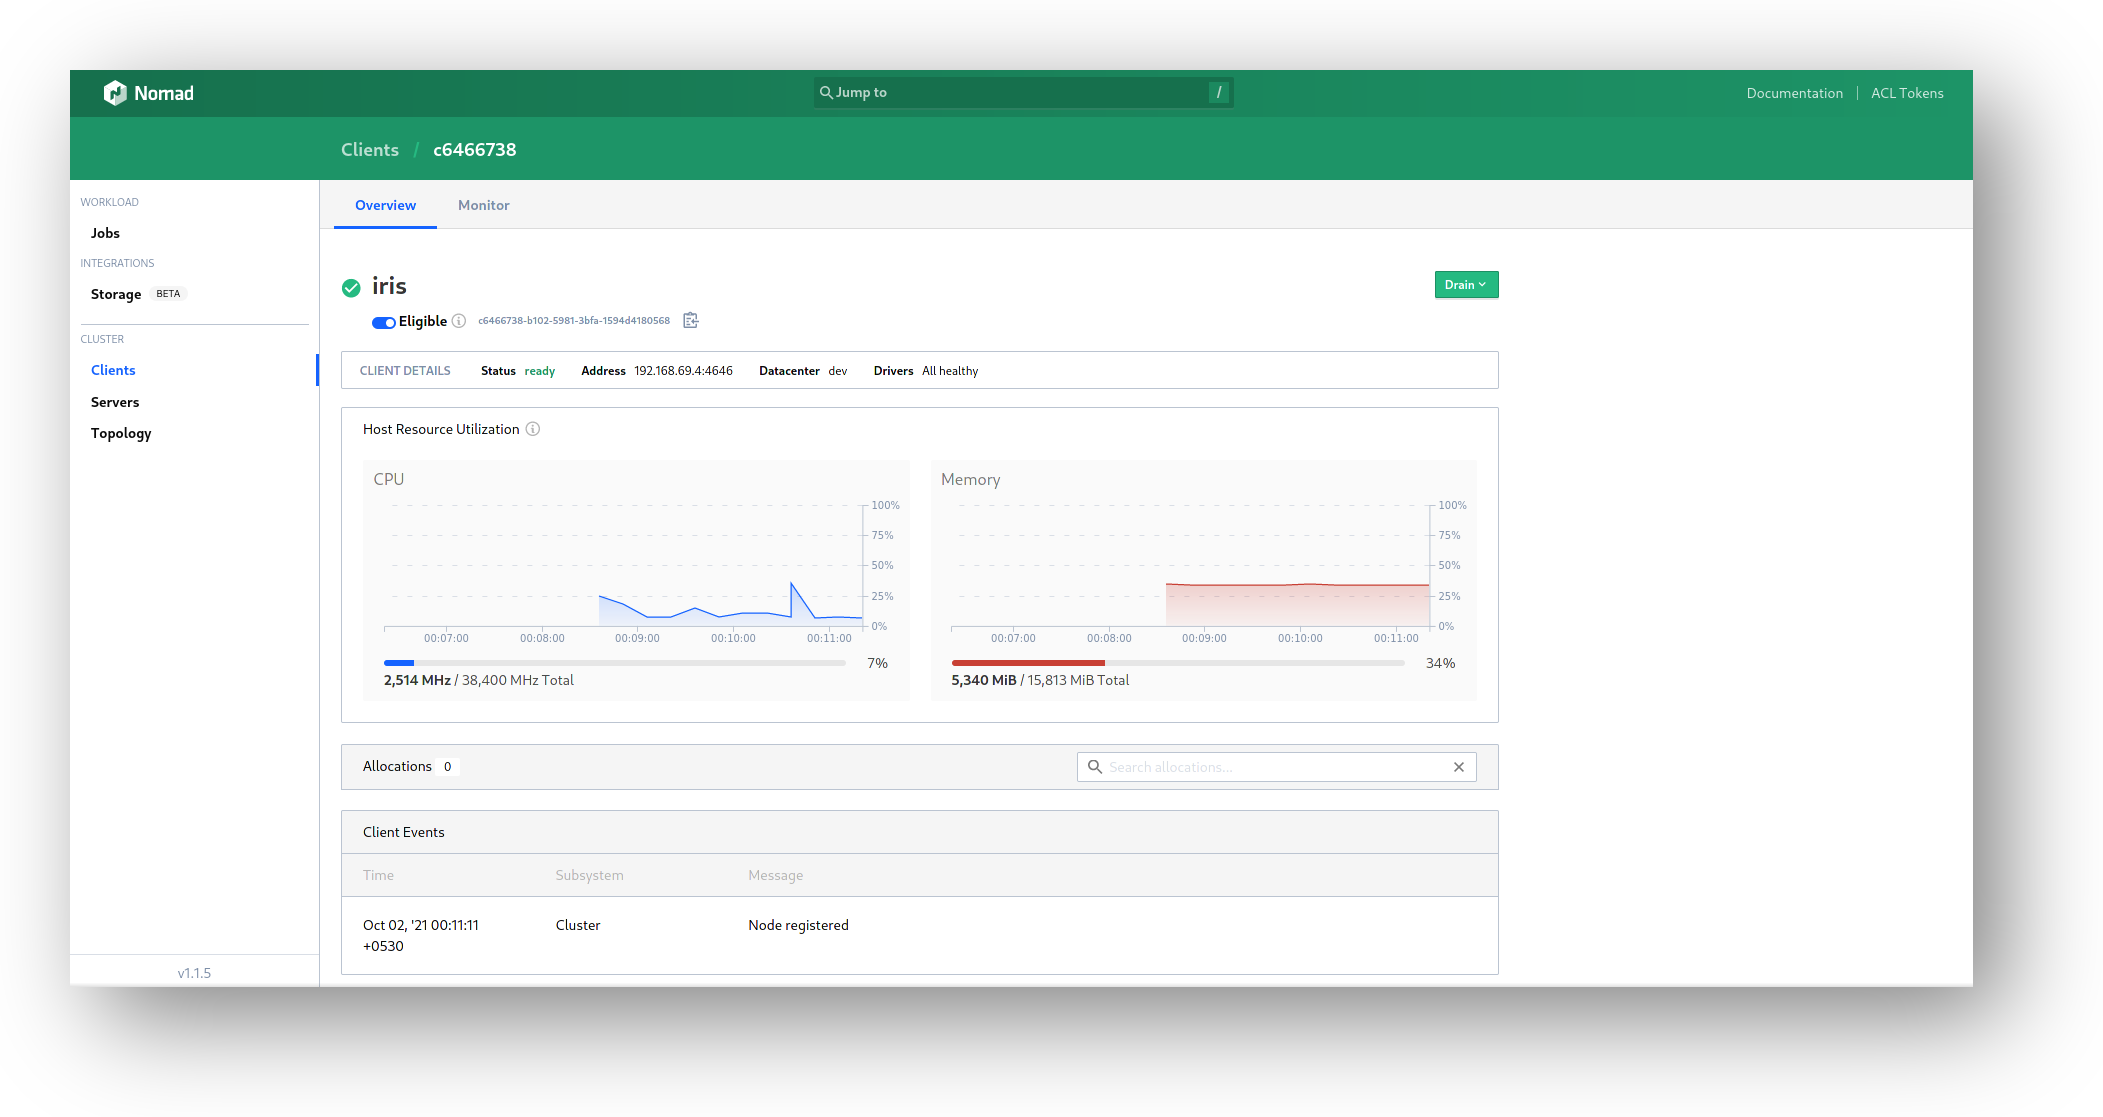 Nomad
Jump to /
Documentation ACL Tokens
Clients / c6466738
WORKLOAD
Jobs
INTEGRATIONS
Storage BETA
CLUSTER
Clients
Servers
Topology
v1.1.5
Overview Monitor
iris
Drain
Eligible c6466738-b102-5981-3bfa-1594d4180568
CLIENT DETAILS Status ready Address 192.168.69.4:4646 Datacenter dev Drivers All healthy
Host Resource Utilization
CPU
100%
75%
50%
25%
0%
00:07:00 00:08:00 00:09:00 00:10:00 00:11:00
7%
2,514 MHz / 38,400 MHz Total
Memory
100%
75%
50%
25%
0%
00:07:00 00:08:00 00:09:00 00:10:00 00:11:00
34%
5,340 MiB / 15,813 MiB Total
Allocations 0
Search allocations...
Client Events
Time Subsystem Message
Oct 02, '21 00:11:11 Cluster Node registered
+0530